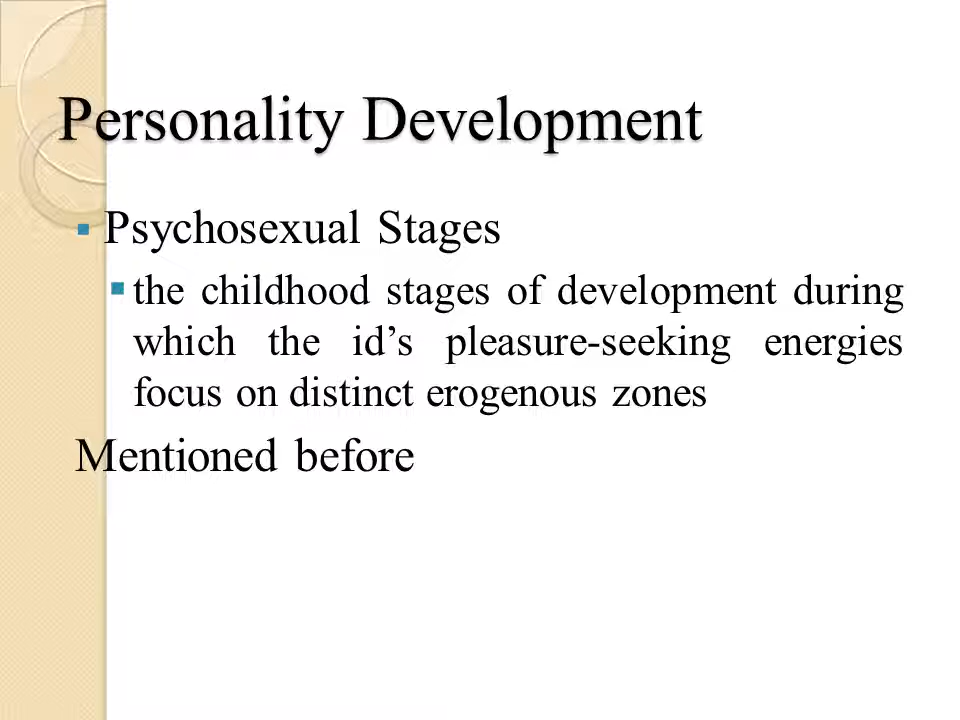 Personality Development
▪ Psychosexual Stages
▪ the childhood stages of development during
which the id’s pleasure-seeking energies
focus on distinct erogenous zones
Mentioned before